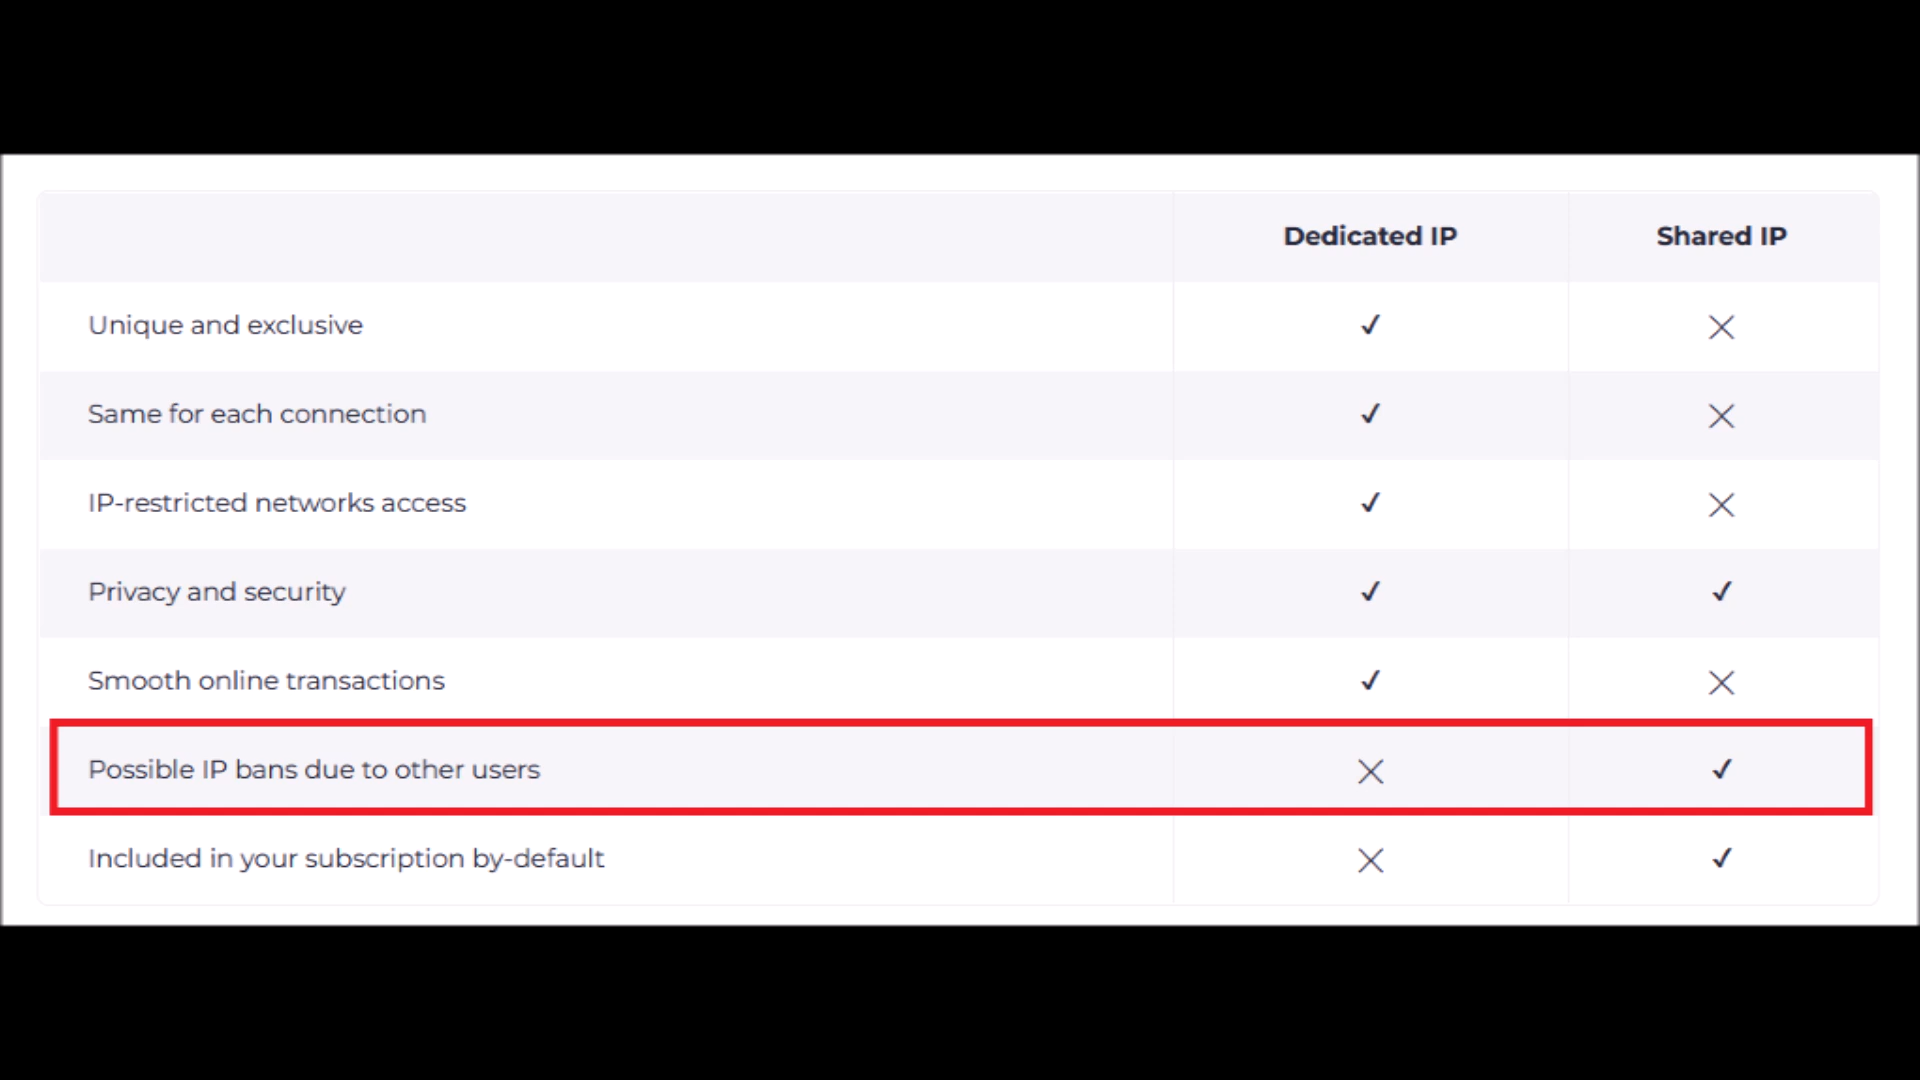 Dedicated IP Shared IP
Unique and exclusive ✓ ✕
Same for each connection ✓ ✕
IP-restricted networks access ✓ ✕
Privacy and security ✓ ✓
Smooth online transactions ✓ ✕
Possible IP bans due to other users ✕ ✓
Included in your subscription by-default ✕ ✓